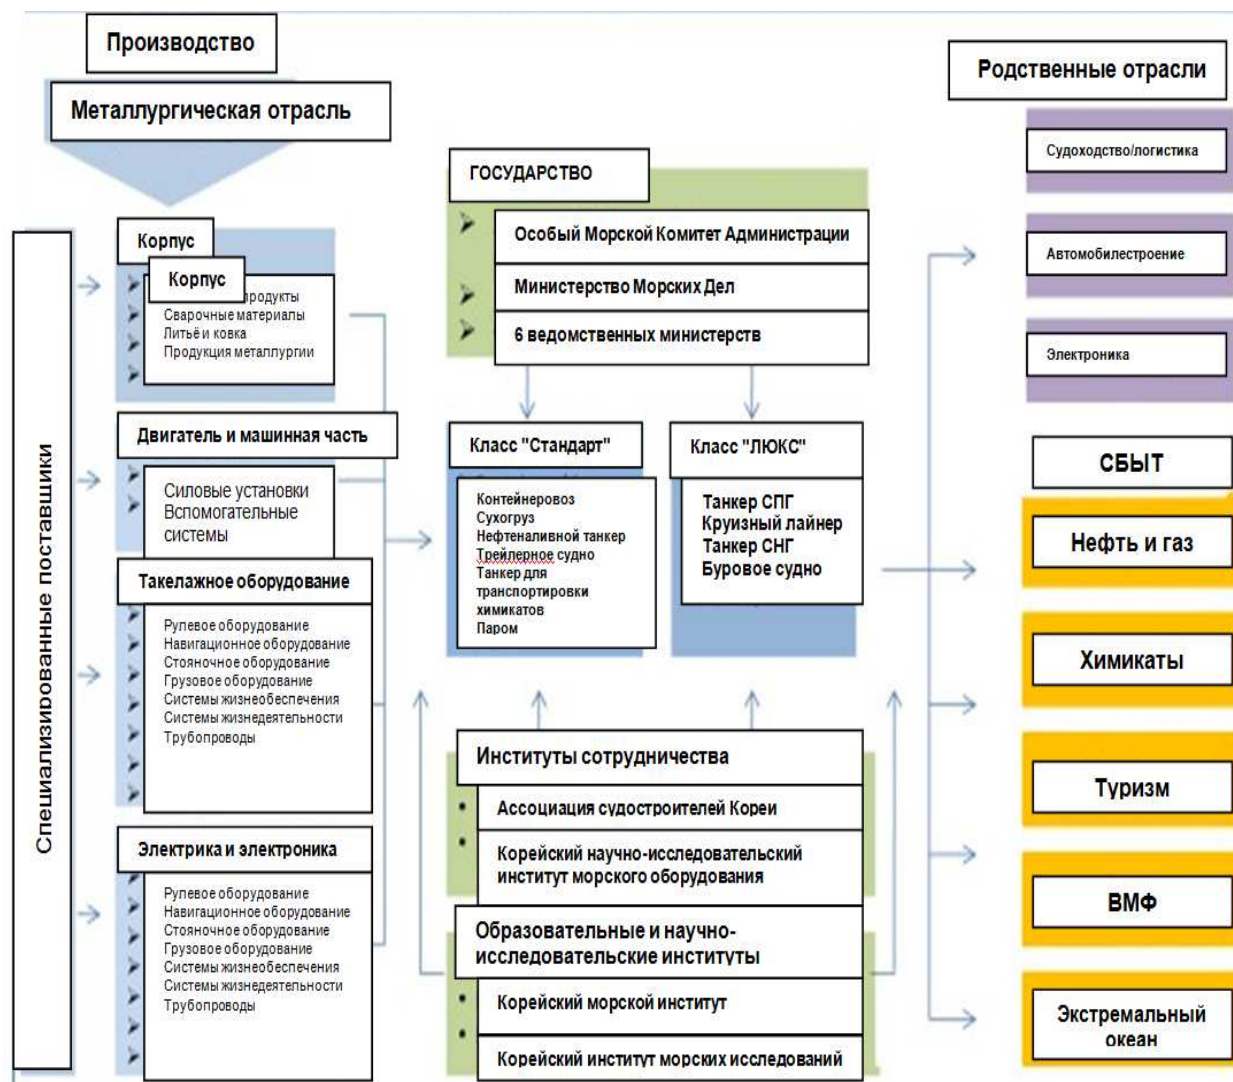 Производство
Металлургическая отрасль
Специализированные поставщики
Корпус
Корпус
продукты
Сварочные материалы
Литьё и ковка
Продукция металлургии
Двигатель и машинная часть
Силовые установки
Вспомогательные
системы
Такелажное оборудование
Рулевое оборудование
Навигационное оборудование
Стояночное оборудование
Грузовое оборудование
Системы жизнеобеспечения
Системы жизнедеятельности
Трубопроводы
Электрика и электроника
Рулевое оборудование
Навигационное оборудование
Стояночное оборудование
Грузовое оборудование
Системы жизнеобеспечения
Системы жизнедеятельности
Трубопроводы
ГОСУДАРСТВО
Особый Морской Комитет Администрации
Министерство Морских Дел
6 ведомственных министерств
Класс "Стандарт"
Контейнеровоз
Сухогруз
Нефтеналивной танкер
Трейлерное судно
Танкер для
транспортировки
химикатов
Паром
Класс "ЛЮКС"
Танкер СПГ
Круизный лайнер
Танкер СНГ
Буровое судно
Институты сотрудничества
Ассоциация судостроителей Кореи
Корейский научно-исследовательский
институт морского оборудования
Образовательные и научно-
исследовательские институты
Корейский морской институт
Корейский институт морских исследований
Родственные отрасли
Судоходство/логистика
Автомобилестроение
Электроника
СБЫТ
Нефть и газ
Химикаты
Туризм
ВМФ
Экстремальный
океан